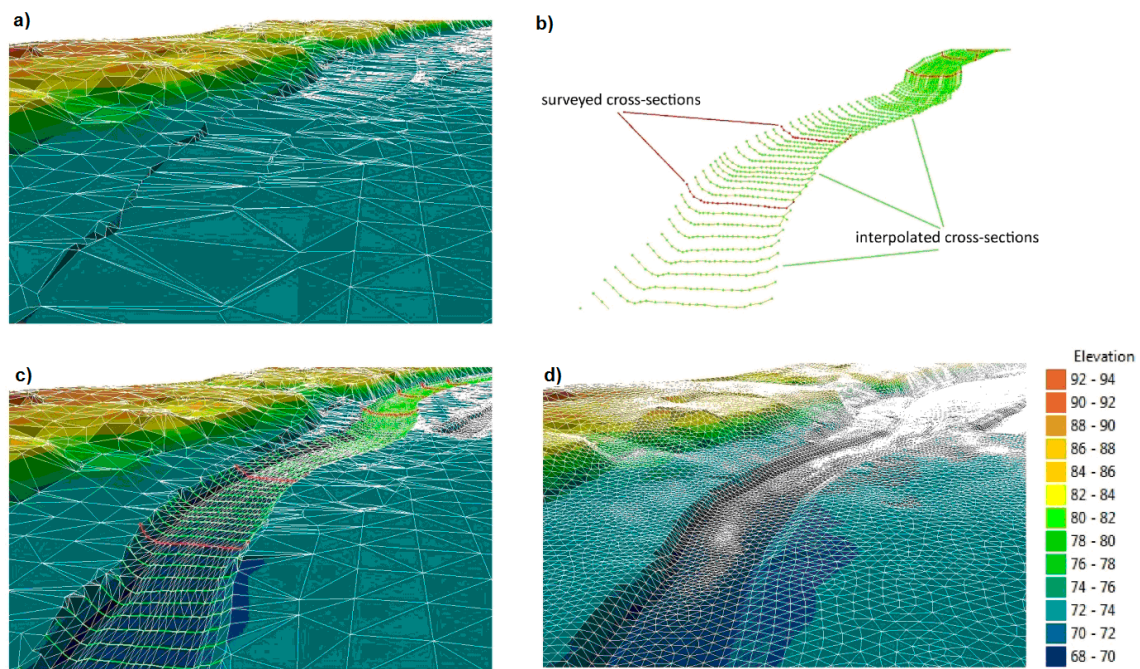 a)
b)
surveyed cross-sections
interpolated cross-sections
c)
d)
Elevation
92 - 94
90 - 92
88 - 90
86 - 88
84 - 86
82 - 84
80 - 82
78 - 80
76 - 78
74 - 76
72 - 74
70 - 72
68 - 70